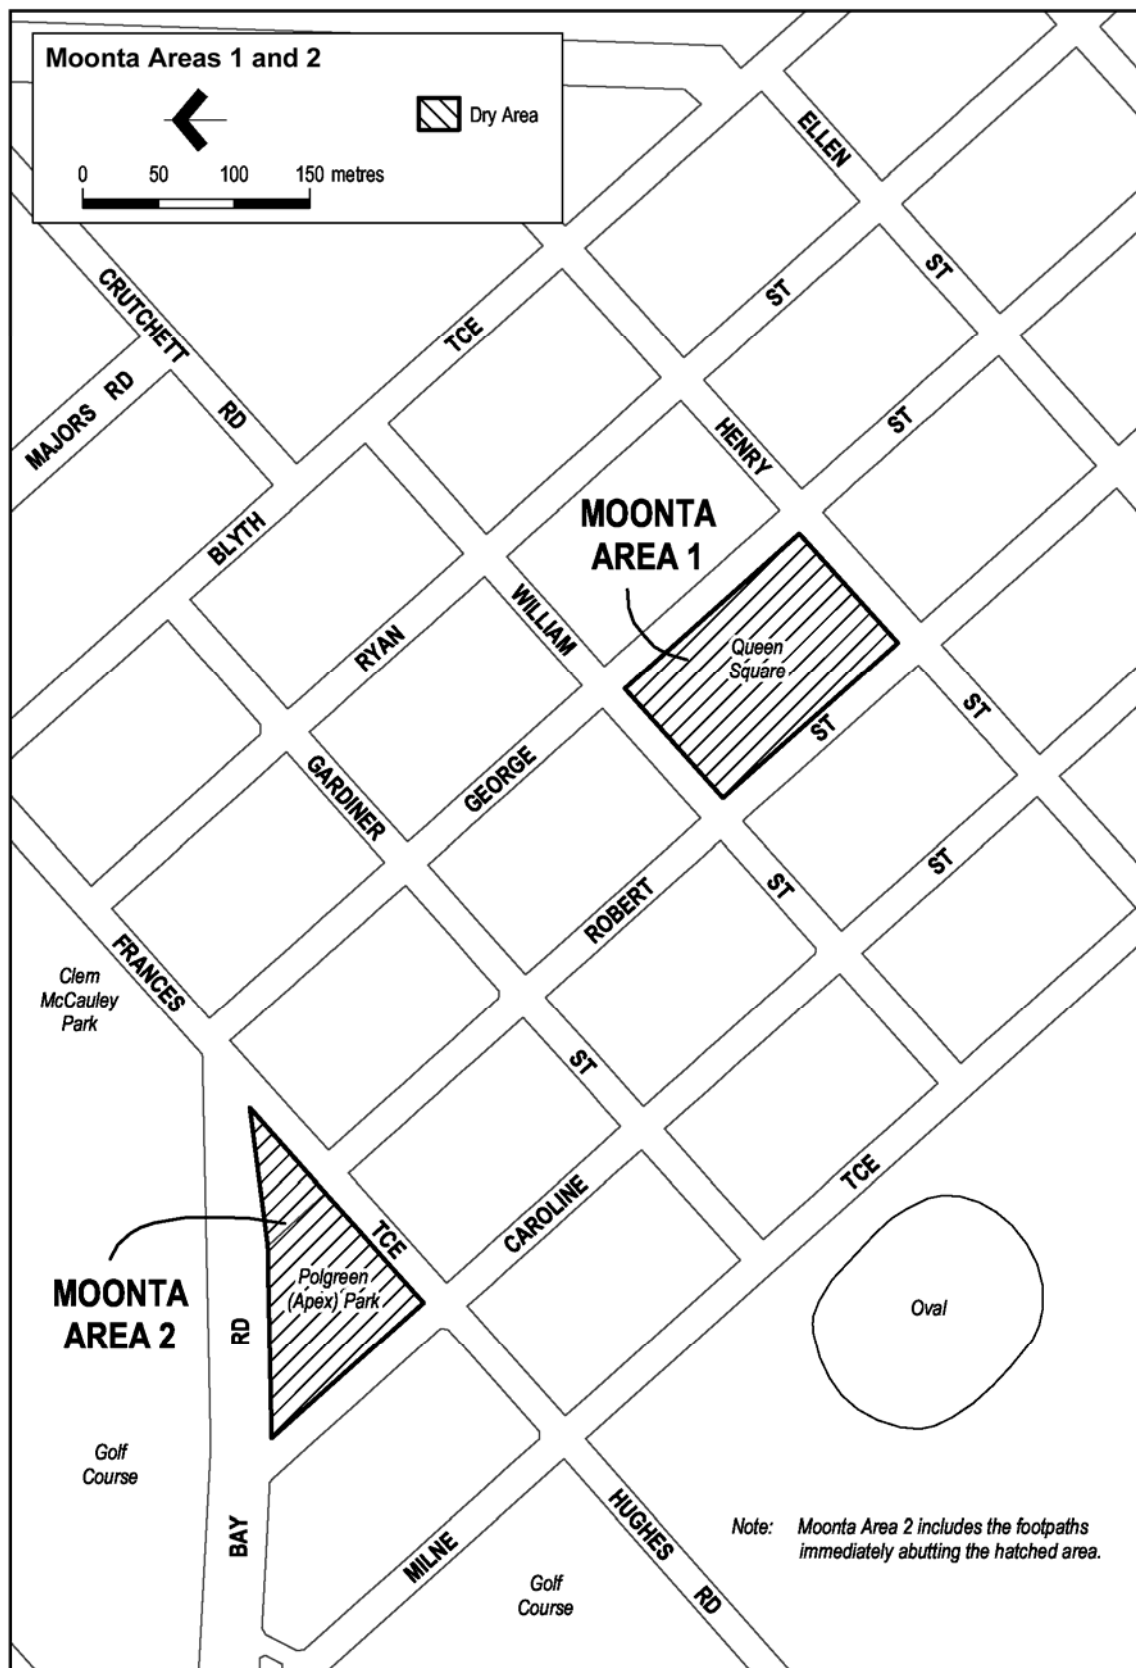 Moonta Areas 1 and 2
Dry Area
0 50 100 150 metres
ELLEN
ST
CRUTCHETT
RD
MAJORS RD
TCE
BLYTH
ST
ST
HENRY
MOONTA
AREA 1
WILLIAM
RYAN
Queen
Square
ST
ST
GARDINER
GEORGE
ST
ST
ROBERT
FRANCES
Clem
McCauley
Park
ST
TCE
CAROLINE
TCE
MOONTA
AREA 2
Polgreen
(Apex) Park
RD
Oval
Golf
Course
BAY
MILNE
HUGHES
RD
Golf
Course
Note: Moonta Area 2 includes the footpaths
immediately abutting the hatched area.